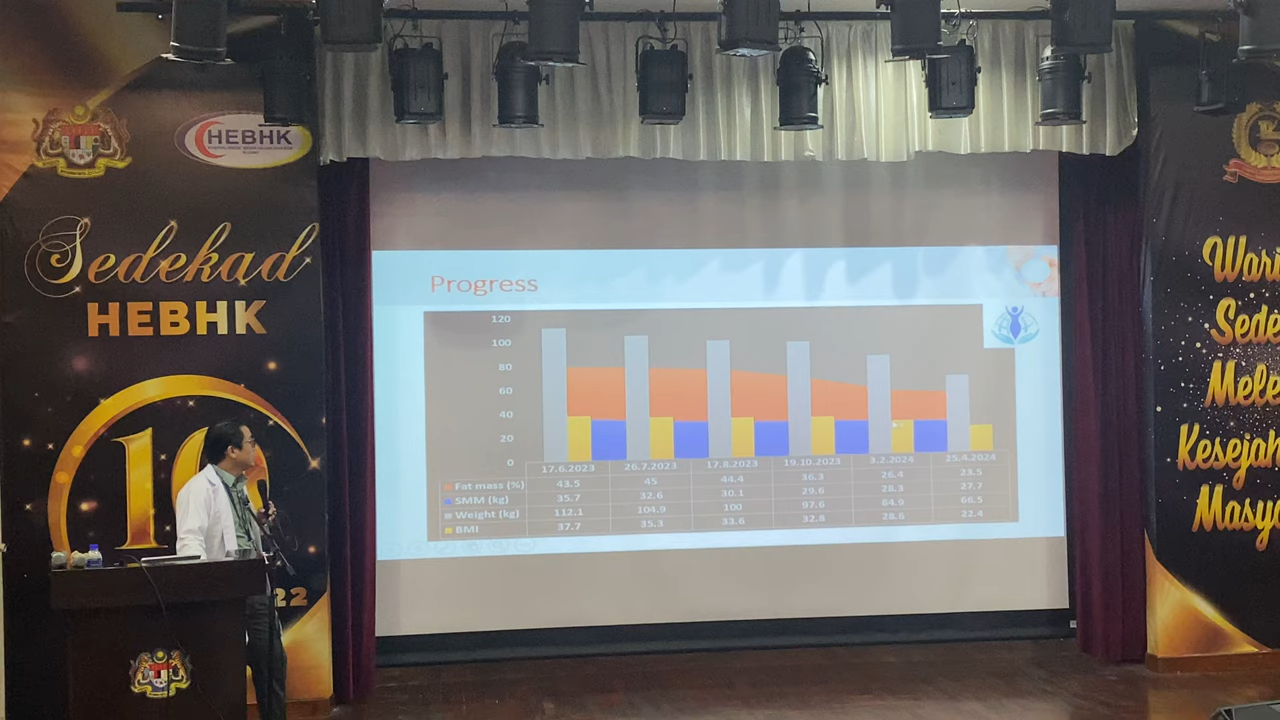 HEBHK
Sedekad
HEBHK
10
22
Progress
120
100
80
60
40
20
0
17.6.2023 26.7.2023 17.8.2023 19.10.2023 3.2.2024 25.4.2024
Fat mass (%) 43.5 45 44.4 36.3 26.4 23.5
SMM (kg) 35.7 32.6 30.1 29.6 28.3 27.7
Weight (kg) 112.1 104.9 100 97.6 84.9 66.5
BMI 37.7 35.3 33.6 32.8 28.6 22.4
Wari
Sede
Mele
Kesejah
Masya